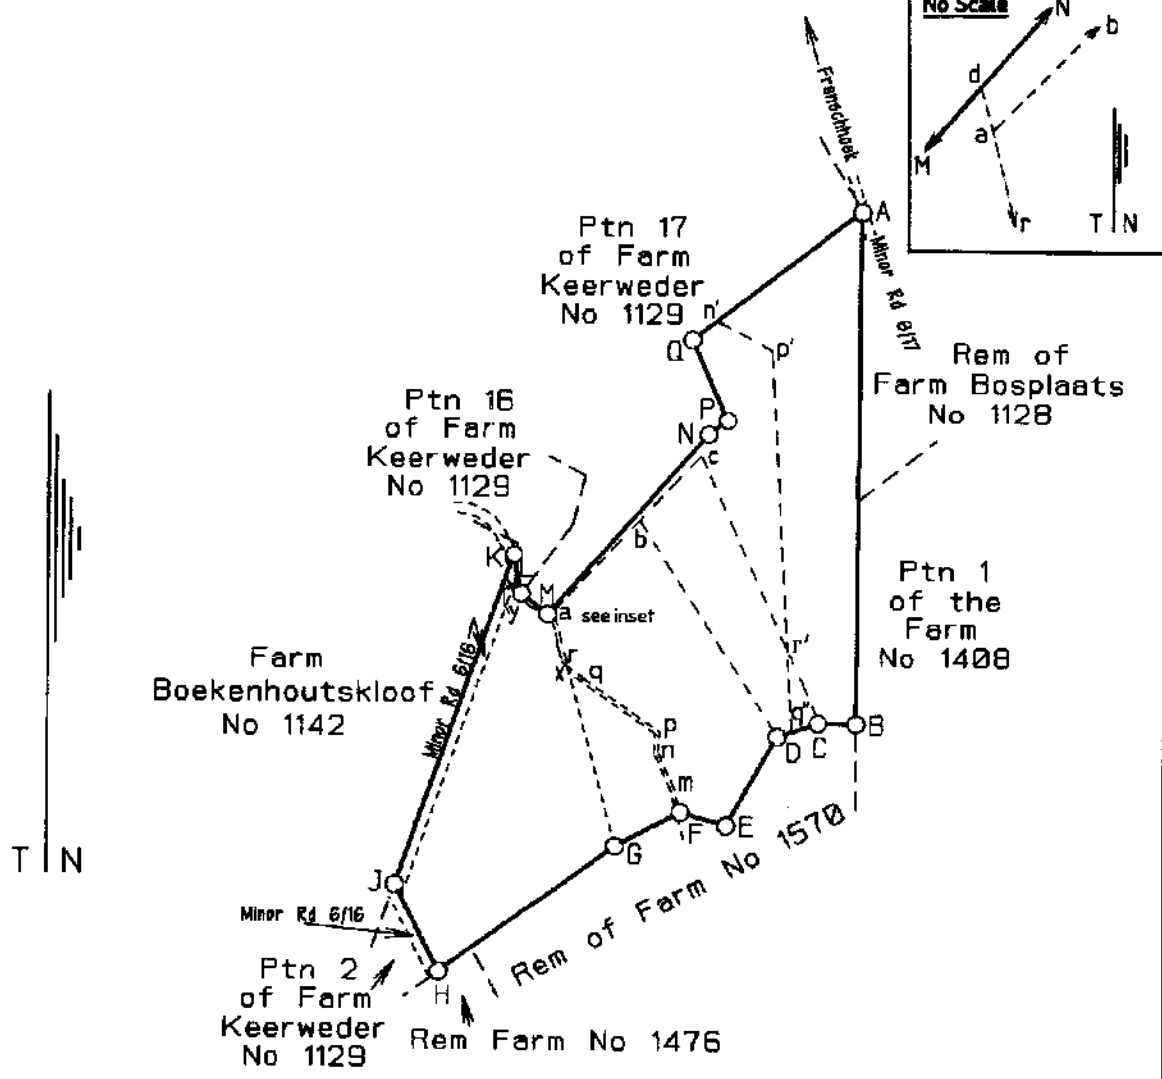 No Scale
N
b
d
a
M
r
T N
Franschhoek
A
Minor Rd 6/17
Ptn 17
of Farm
Keerweder
No 1129
n'
Q
p'
Rem of
Farm Bosplaats
No 1128
P
N
c
Ptn 16
of Farm
Keerweder
No 1129
b
K
M
a see inset
y
Ptn 1
of the
Farm
No 1408
r'
Farm
Boekenhoutskloof
No 1142
Minor Rd 6/16
r
x
q
p
n
m
q'
B
C
D
E
F
G
T N
J
Minor Rd 6/16
H
Rem of Farm No 1570
Ptn 2
of Farm
Keerweder
No 1129
Rem Farm No 1476